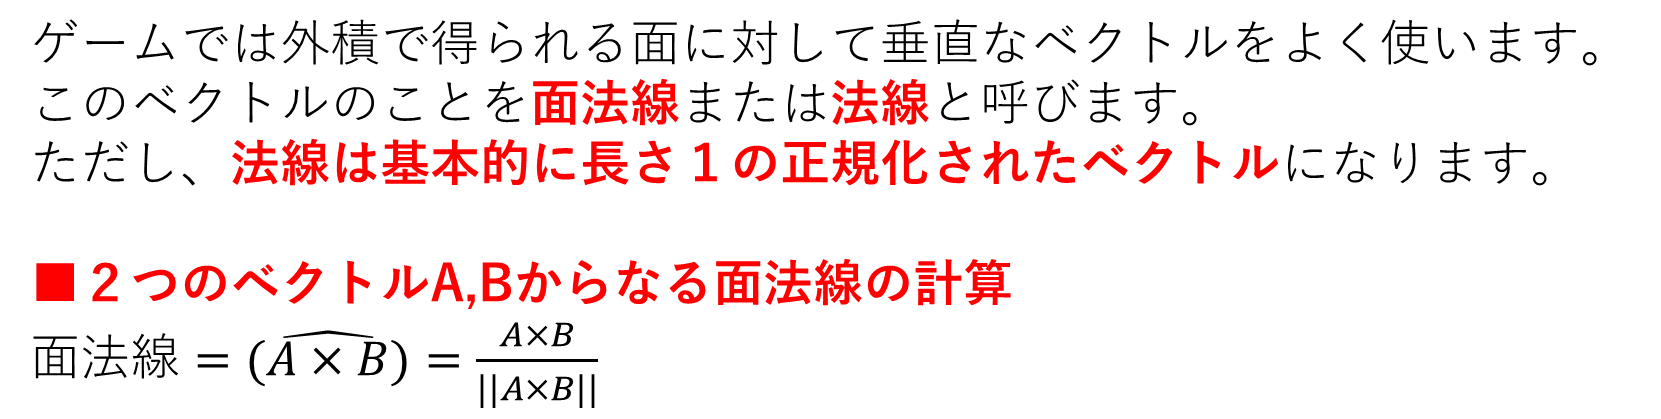 ゲームでは外積で得られる面に対して垂直なベクトルをよく使います。
このベクトルのことを面法線または法線と呼びます。
ただし、法線は基本的に長さ１の正規化されたベクトルになります。
■２つのベクトルA,Bからなる面法線の計算
面法線 = (\widehat{A × B}) = \frac{A×B}{||A×B||}